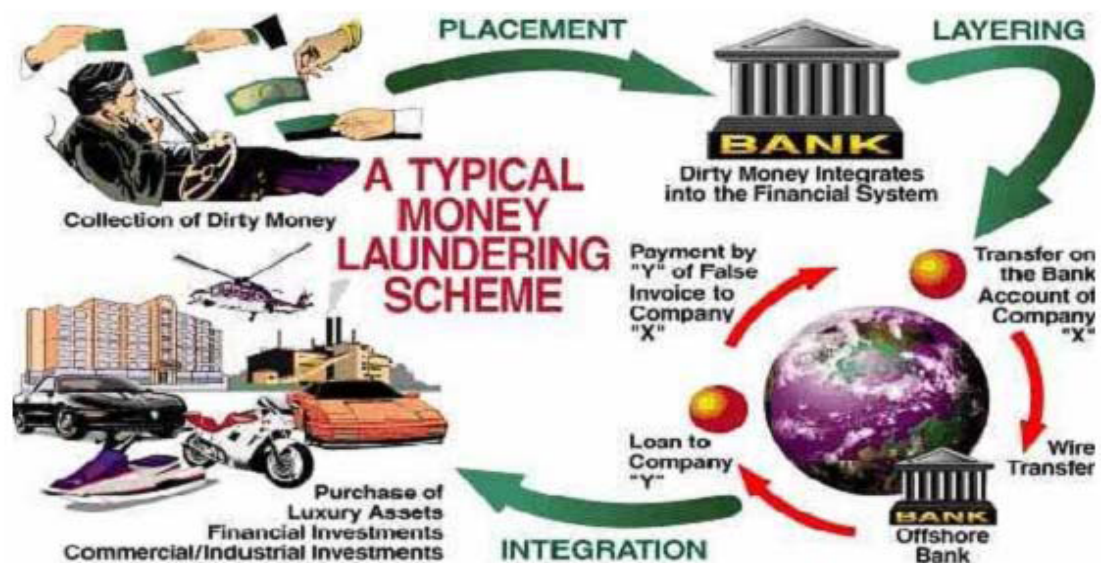 PLACEMENT
LAYERING
BANK
Dirty Money Integrates
into the Financial System
Collection of Dirty Money
A TYPICAL
MONEY
LAUNDERING
SCHEME
Payment by
"Y" of False
Invoice to
Company
"X"
Transfer on
the Bank
Account of
Company
"X"
Loan to
Company
"Y"
Wire
Transfer
BANK
Offshore
Bank
Purchase of
Luxury Assets
Financial Investments
Commercial/Industrial Investments
INTEGRATION